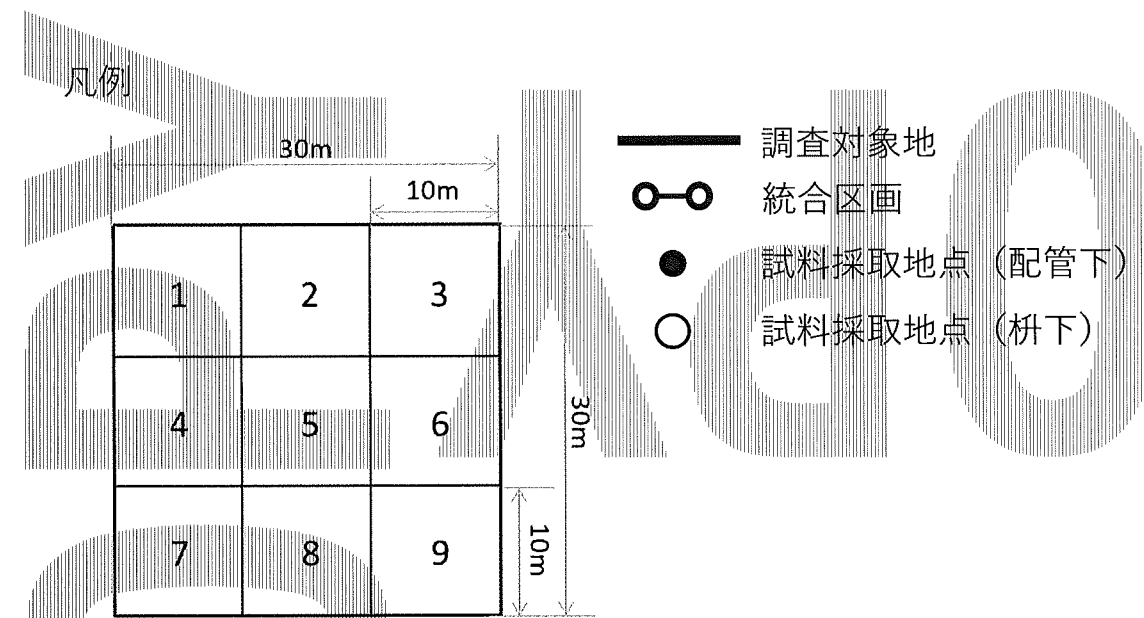 凡例
30m
10m
調査対象地
統合区画
試料採取地点（配管下）
試料採取地点（枡下）
1 2 3
4 5 6
7 8 9
30m
10m